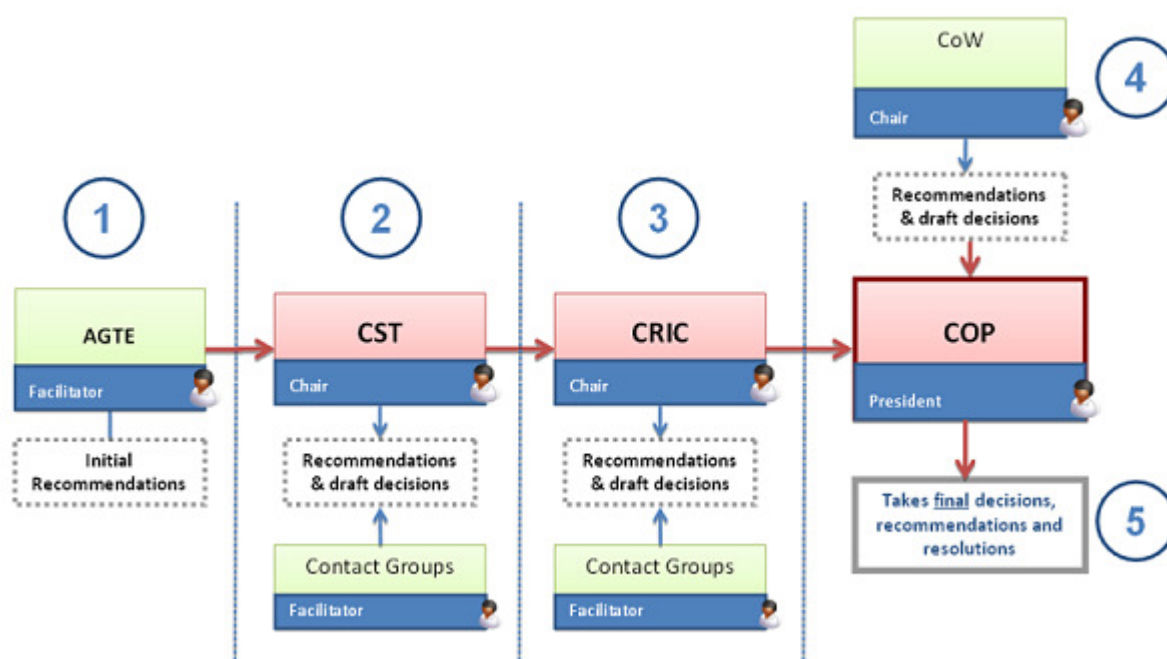 1
AGTE
Facilitator
Initial
Recommendations
2
CST
Chair
Recommendations
& draft decisions
Contact Groups
Facilitator
3
CRIC
Chair
Recommendations
& draft decisions
Contact Groups
Facilitator
CoW
4
Chair
Recommendations
& draft decisions
COP
President
Takes final decisions,
recommendations and
resolutions
5